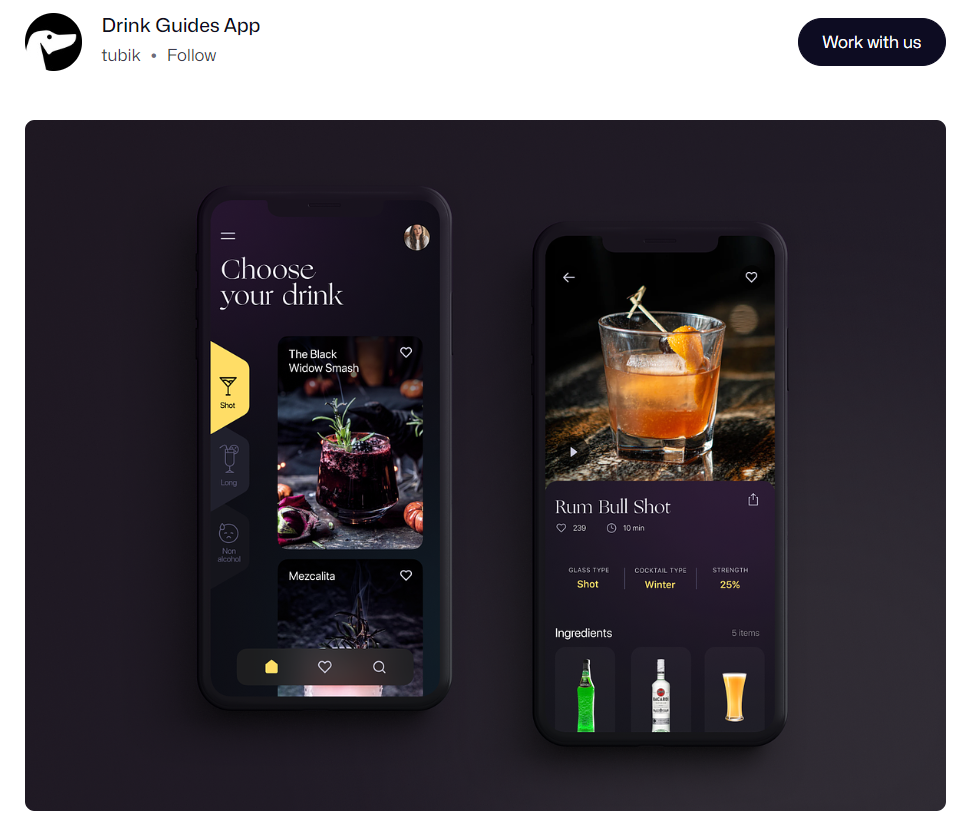 Drink Guides App
tubik • Follow
Work with us
Choose
your drink
The Black
Widow Smash
Shot
Long
Non
alcohol
Mezcalita
Rum Bull Shot
239
10 min
GLASS TYPE
Shot
COCKTAIL TYPE
Winter
STRENGTH
25%
Ingredients
5 items
BACARDI